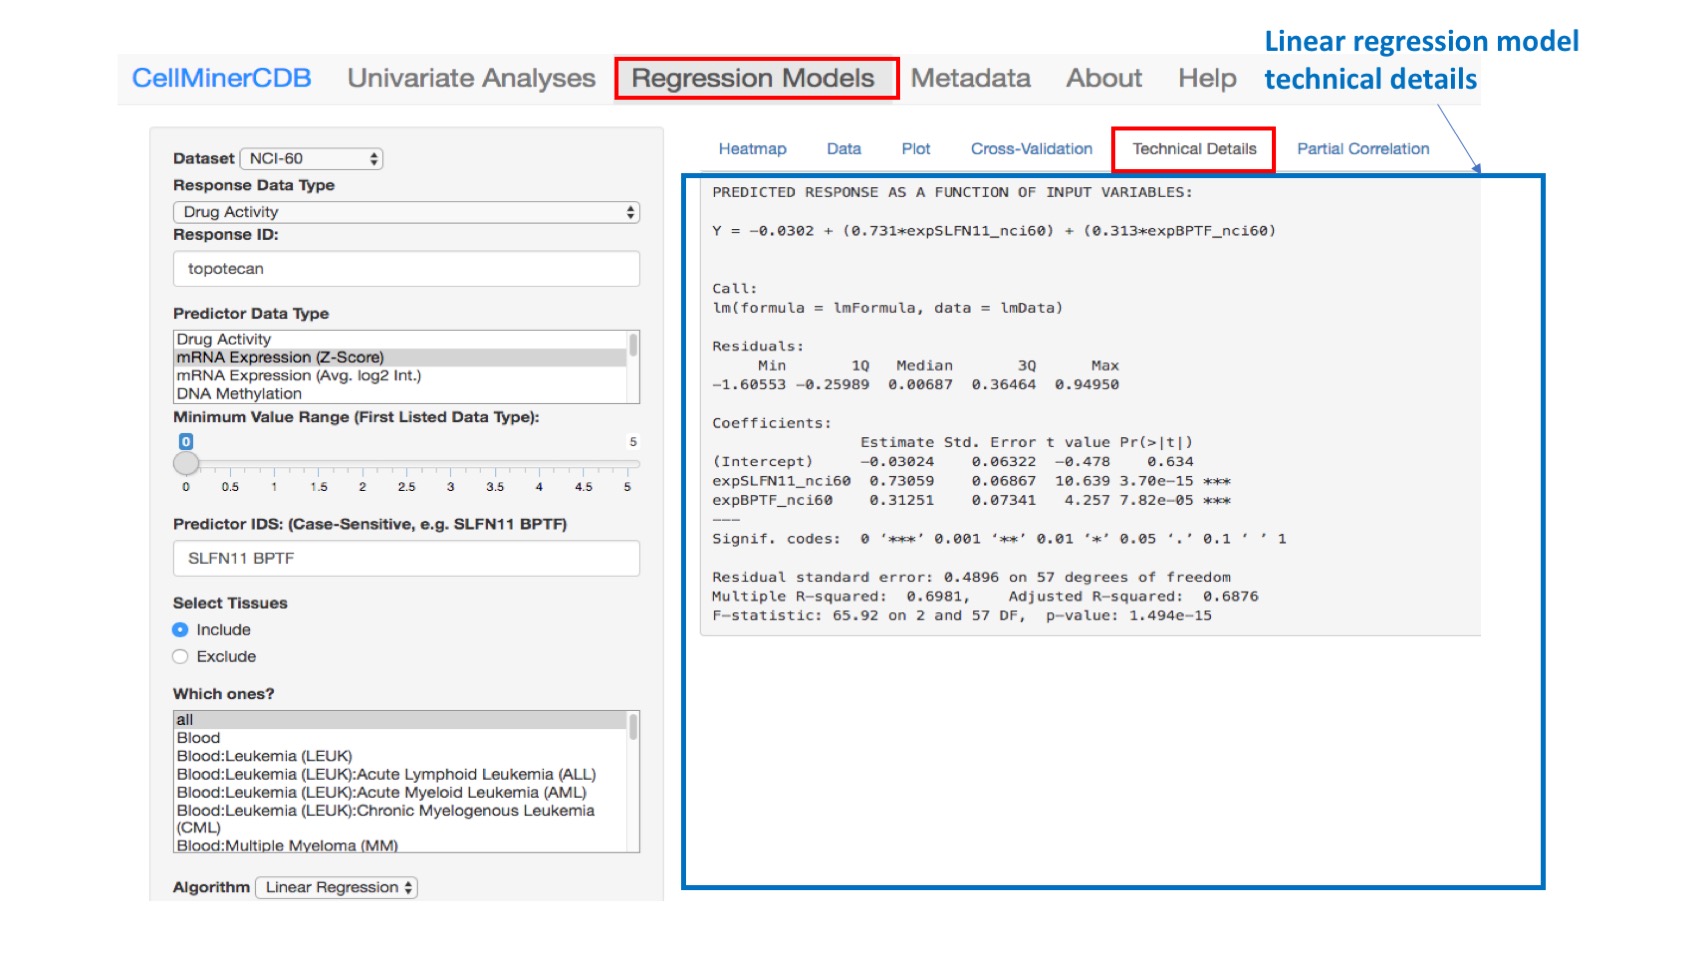 Linear regression model
technical details
CellMinerCDB Univariate Analyses Regression Models Metadata About Help
Dataset NCI-60
Response Data Type
Drug Activity
Response ID:
topotecan
Predictor Data Type
Drug Activity
mRNA Expression (Z-Score)
mRNA Expression (Avg. log2 Int.)
DNA Methylation
Minimum Value Range (First Listed Data Type):
0 5
0 0.5 1 1.5 2 2.5 3 3.5 4 4.5 5
Predictor IDS: (Case-Sensitive, e.g. SLFN11 BPTF)
SLFN11 BPTF
Select Tissues
Include
Exclude
Which ones?
all
Blood
Blood:Leukemia (LEUK)
Blood:Leukemia (LEUK):Acute Lymphoid Leukemia (ALL)
Blood:Leukemia (LEUK):Acute Myeloid Leukemia (AML)
Blood:Leukemia (LEUK):Chronic Myelogenous Leukemia
(CML)
Blood:Multiple Myeloma (MM)
Algorithm Linear Regression
Heatmap Data Plot Cross-Validation Technical Details Partial Correlation
PREDICTED RESPONSE AS A FUNCTION OF INPUT VARIABLES:
Y = −0.0302 + (0.731*expSLFN11_nci60) + (0.313*expBPTF_nci60)
Call:
lm(formula = lmFormula, data = lmData)
Residuals:
Min 1Q Median 3Q Max
−1.60553 −0.25989 0.00687 0.36464 0.94950
Coefficients:
Estimate Std. Error t value Pr(>|t|)
(Intercept) −0.03024 0.06322 −0.478 0.634
expSLFN11_nci60 0.73059 0.06867 10.639 3.70e−15 ***
expBPTF_nci60 0.31251 0.07341 4.257 7.82e−05 ***
−−−
Signif. codes: 0 ‘***’ 0.001 ‘**’ 0.01 ‘*’ 0.05 ‘.’ 0.1 ‘ ’ 1
Residual standard error: 0.4896 on 57 degrees of freedom
Multiple R−squared: 0.6981, Adjusted R−squared: 0.6876
F−statistic: 65.92 on 2 and 57 DF, p−value: 1.494e−15